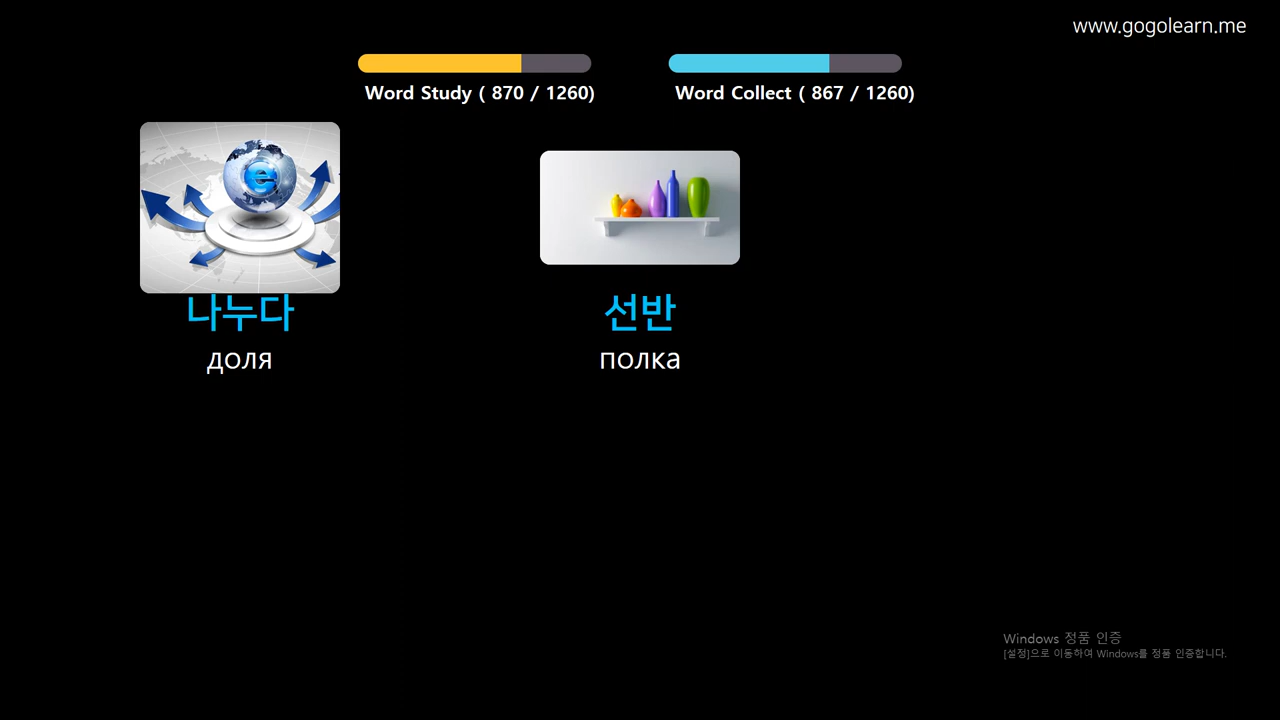 www.gogolearn.me
Word Study ( 870 / 1260)
Word Collect ( 867 / 1260)
e
나누다
선반
доля
полка
Windows 정품 인증
[설정]으로 이동하여 Windows를 정품 인증합니다.